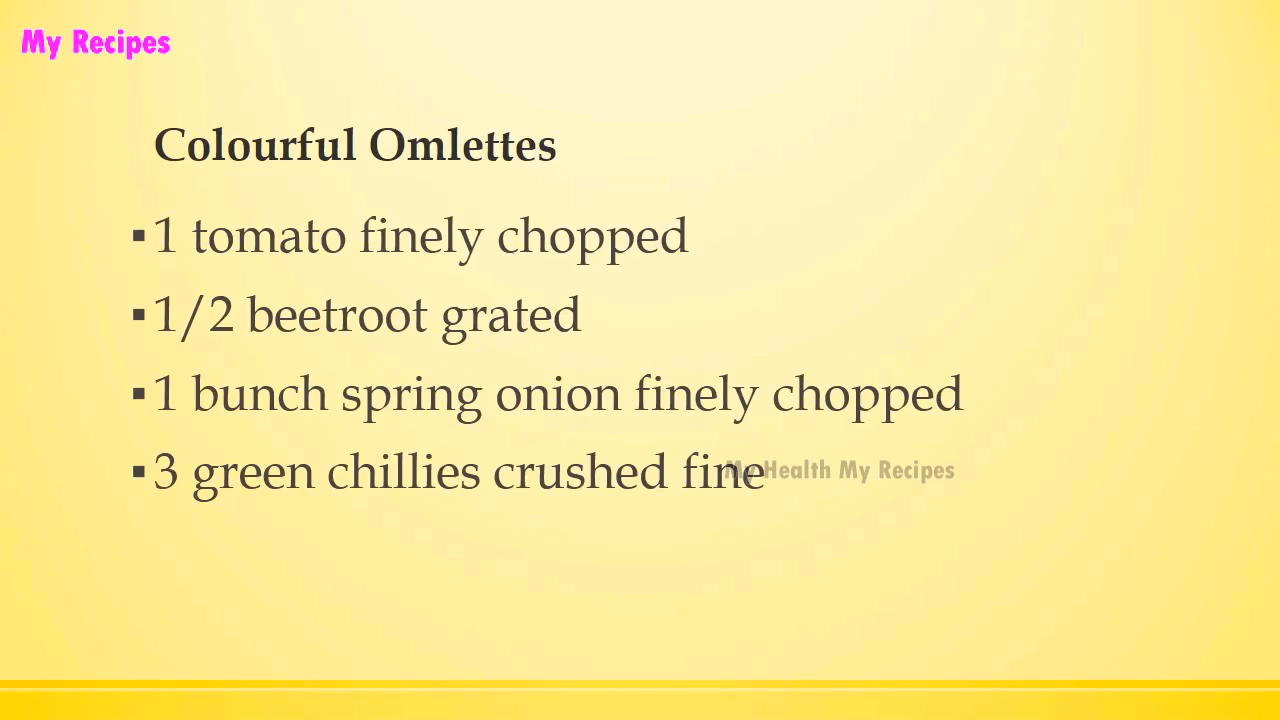 My Recipes
Colourful Omlettes
▪1 tomato finely chopped
▪1/2 beetroot grated
▪1 bunch spring onion finely chopped
▪3 green chillies crushed fine
My Health My Recipes